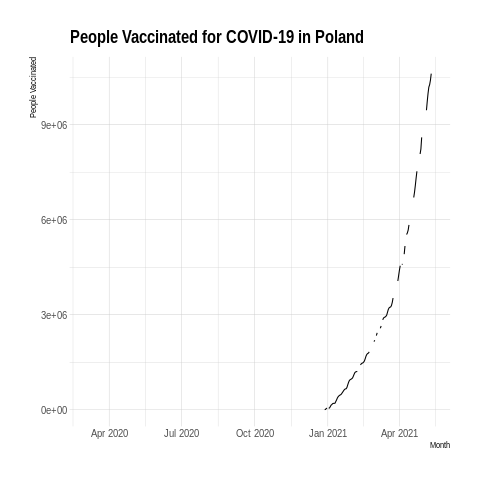 People Vaccinated for COVID-19 in Poland
People Vaccinated
9e+06
6e+06
3e+06
0e+00
Apr 2020 Jul 2020 Oct 2020 Jan 2021 Apr 2021
Month